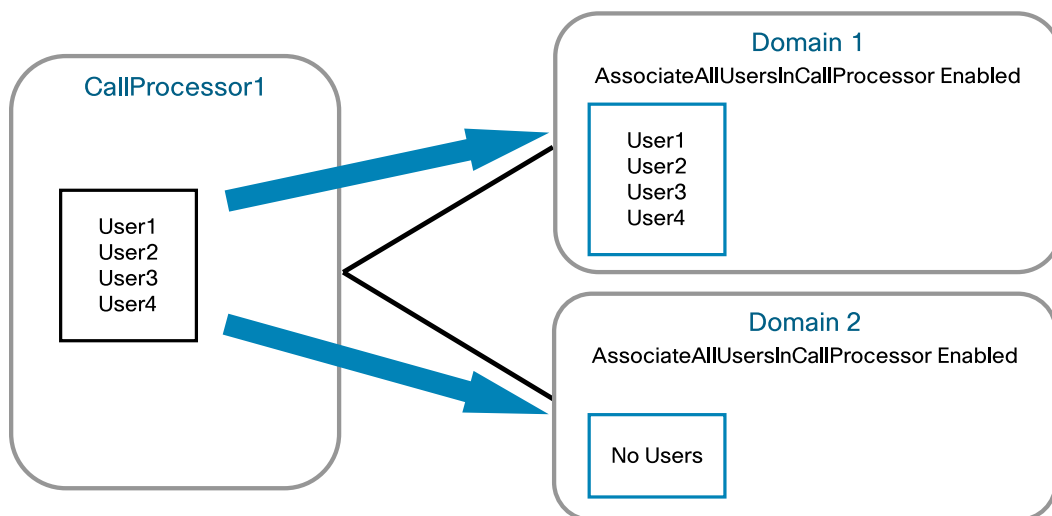 CallProcessor1
User1
User2
User3
User4
Domain 1
AssociateAllUsersInCallProcessor Enabled
User1
User2
User3
User4
Domain 2
AssociateAllUsersInCallProcessor Enabled
No Users